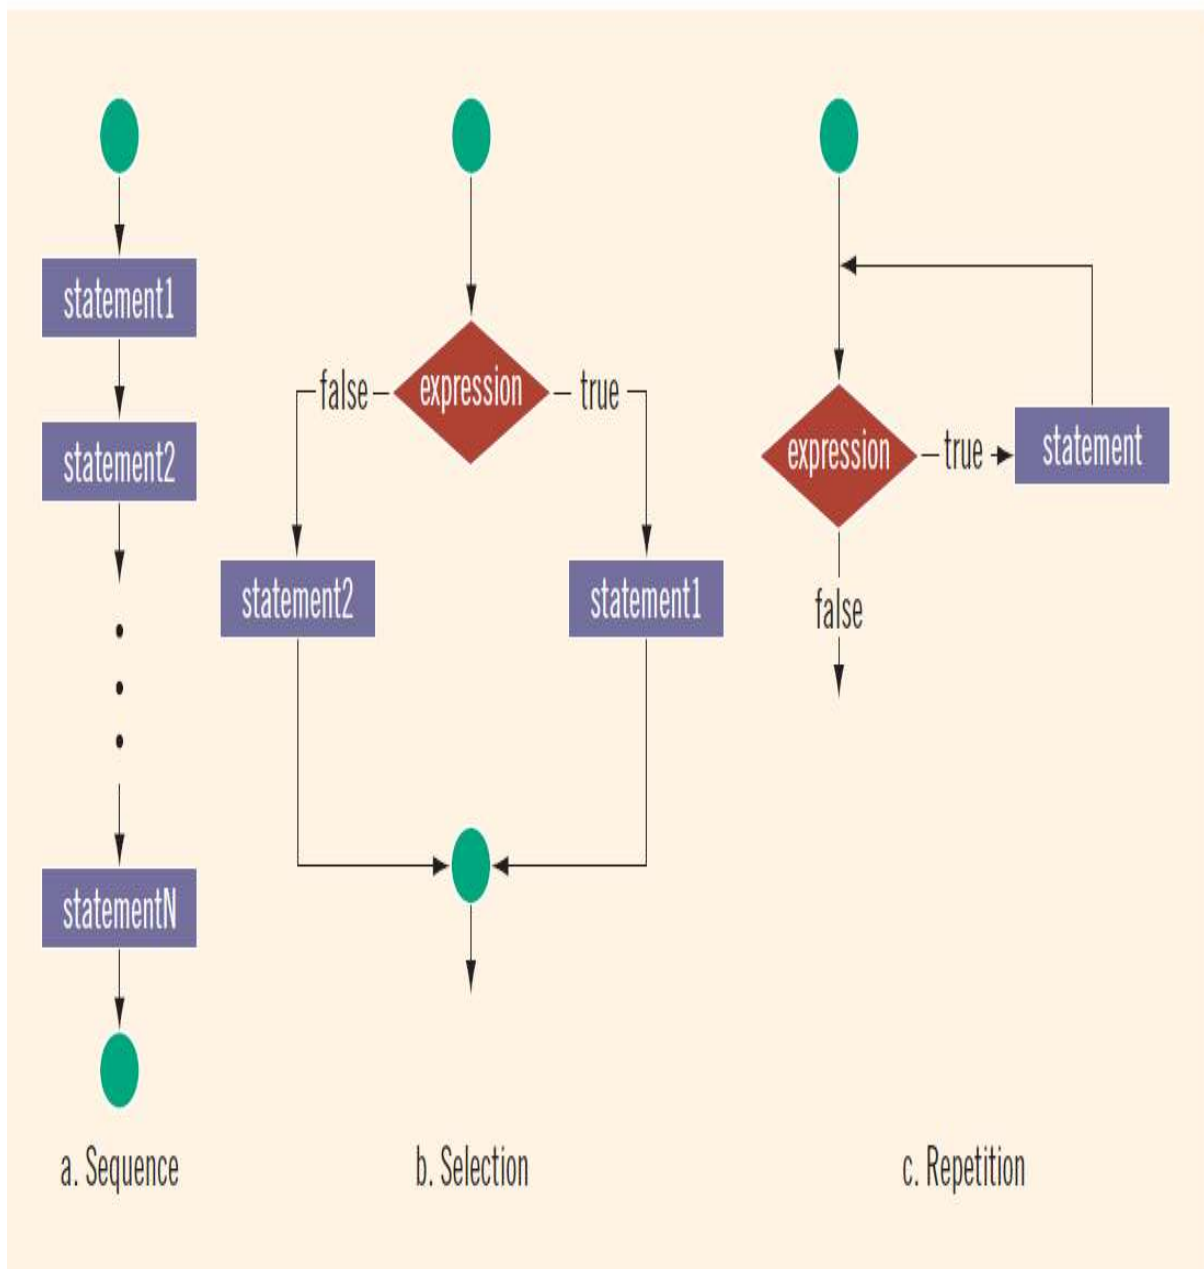 statement1
statement2
statementN
a. Sequence
expression
false
true
statement2
statement1
b. Selection
expression
true
statement
false
c. Repetition